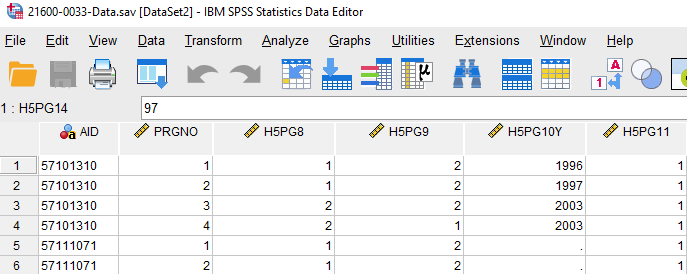 21600-0033-Data.sav [DataSet2] - IBM SPSS Statistics Data Editor
File Edit View Data Transform Analyze Graphs Utilities Extensions Window Help
μ A 1
1 : H5PG14 97
AID PRGNO H5PG8 H5PG9 H5PG10Y H5PG11
1 57101310 1 1 2 1996 1
2 57101310 2 1 2 1997 1
3 57101310 3 2 2 2003 1
4 57101310 4 2 1 2003 1
5 57111071 1 1 2 . 1
6 57111071 2 1 2 . 1